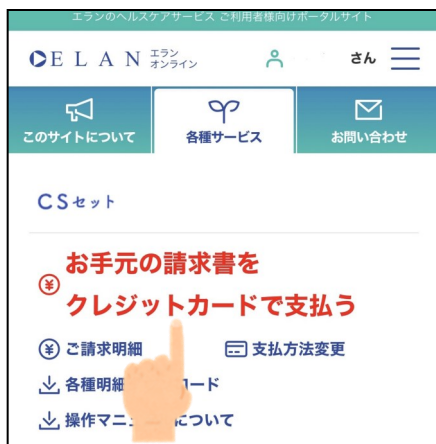 エランのヘルスケアサービス ご利用者様向けポータルサイト
ELAN エラン
オンライン
さん
このサイトについて
各種サービス
お問い合わせ
CSセット
お手元の請求書を
クレジットカードで支払う
ご請求明細
支払方法変更
各種明細 ロード
操作マニュ について